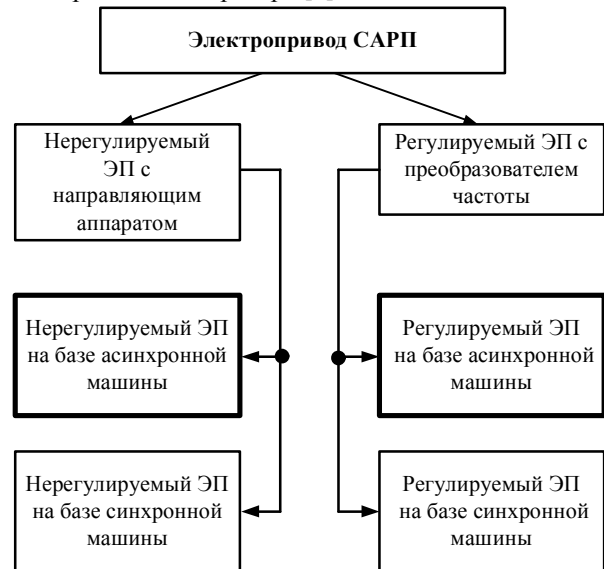 Электропривод САРП
Нерегулируемый
ЭП с
направляющим
аппаратом
Регулируемый ЭП с
преобразователем
частоты
Нерегулируемый ЭП
на базе асинхронной
машины
Регулируемый ЭП
на базе асинхронной
машины
Нерегулируемый ЭП
на базе синхронной
машины
Регулируемый ЭП
на базе синхронной
машины